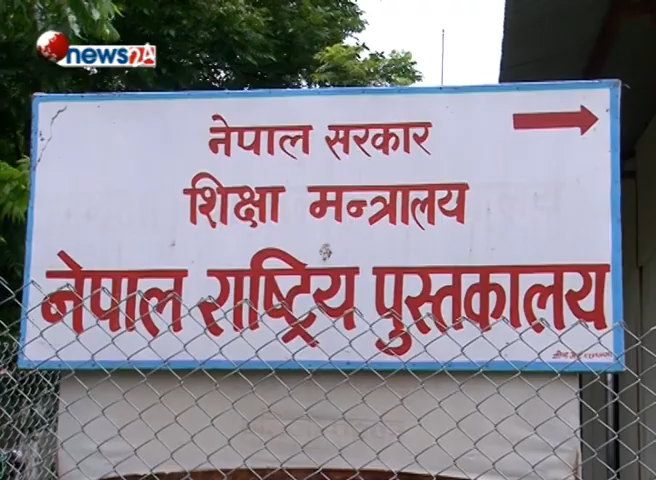 news24
नेपाल सरकार
शिक्षा मन्त्रालय
नेपाल राष्ट्रिय पुस्तकालय